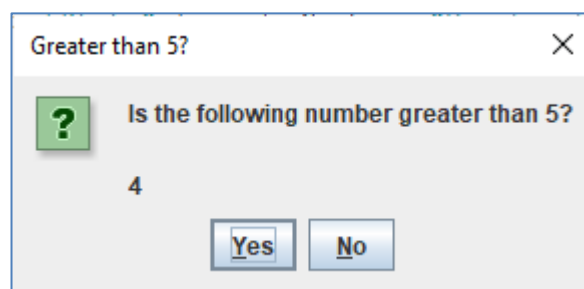 Greater than 5?
Is the following number greater than 5?
4
Yes No